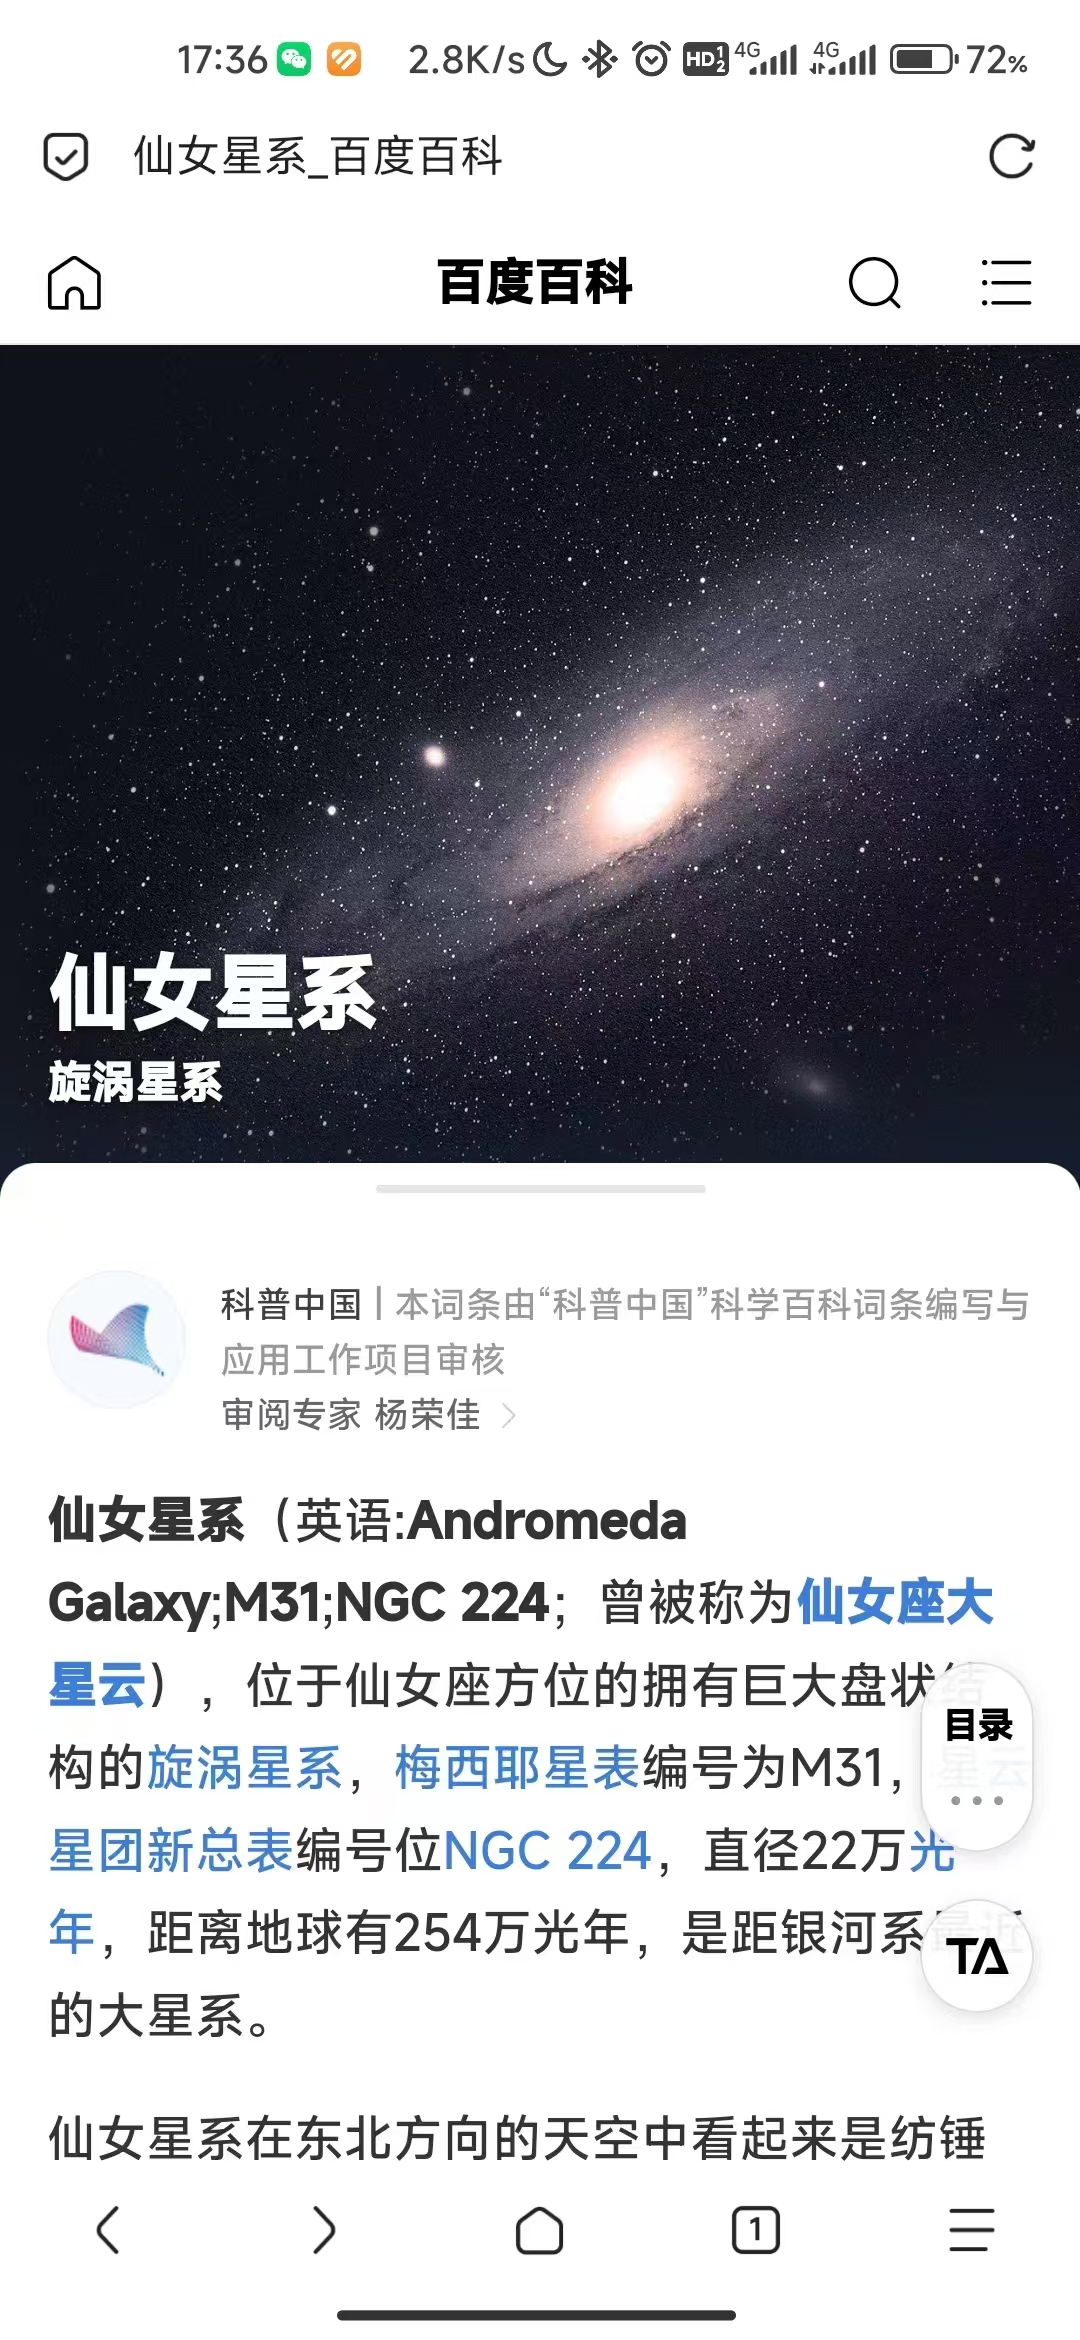 17:36 2.8K/s HD 1 2 4G 4G 72%
仙女星系_百度百科
百度百科
仙女星系
旋涡星系
科普中国 | 本词条由“科普中国”科学百科词条编写与
应用工作项目审核
审阅专家 杨荣佳
仙女星系（英语:Andromeda
Galaxy;M31;NGC 224；曾被称为仙女座大
星云），位于仙女座方位的拥有巨大盘状结
构的旋涡星系，梅西耶星表编号为M31，星云
星团新总表编号位NGC 224，直径22万光
年，距离地球有254万光年，是距银河系最近
的大星系。
目录
TA
仙女星系在东北方向的天空中看起来是纺锤
1